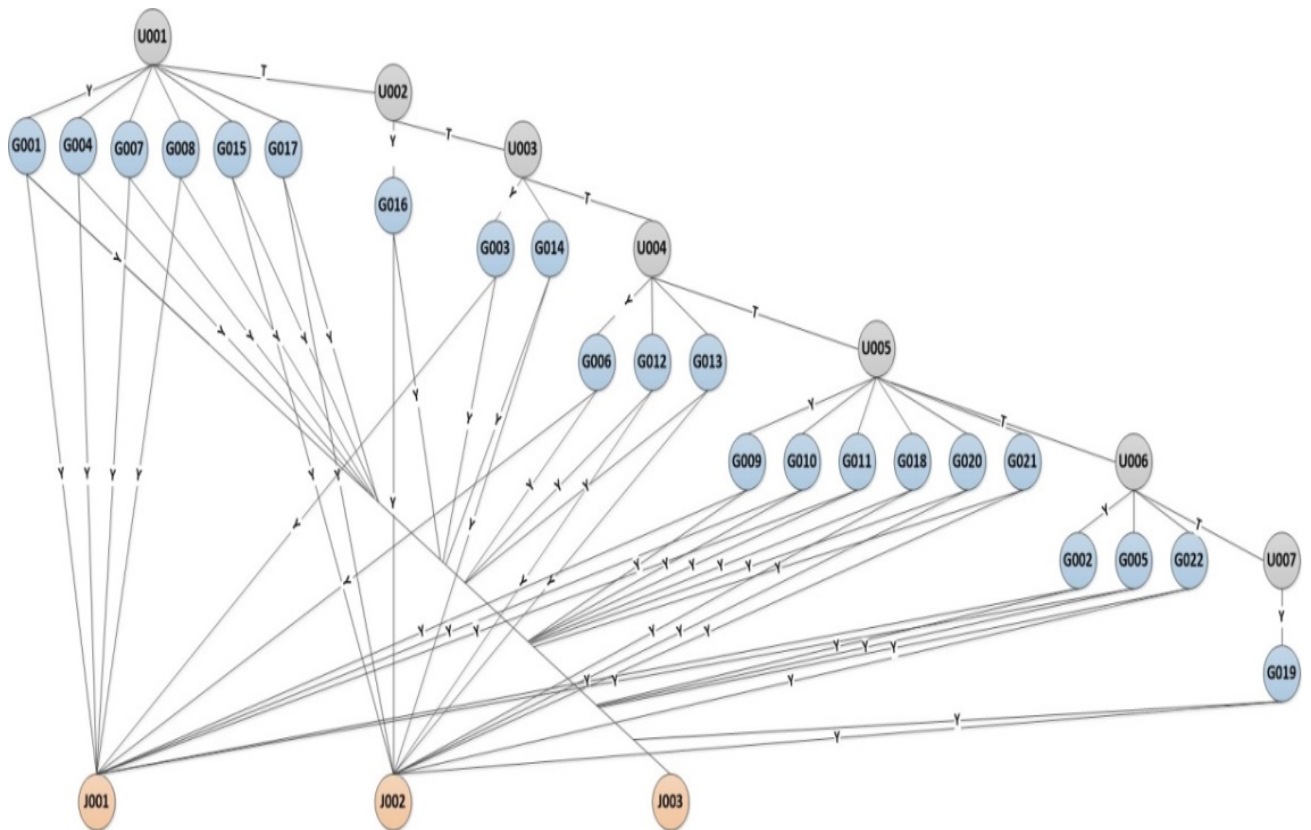 U001
T
Y
U002
G001 G004 G007 G008 G015 G017
Y
T
U003
Y
T
G016
G003 G014
U004
Y
Y
T
Y Y Y Y Y
U005
G006 G012 G013
Y
Y
Y Y
T
G009 G010 G011 G018 G020 G021
U006
Y Y Y Y
Y Y
Y Y Y
Y
Y
T
Y
Y
G002 G005 G022
U007
Y Y Y Y Y Y
Y
Y Y
Y
Y Y Y
Y Y Y
Y Y Y
G019
Y Y
Y
Y
Y
J001 J002 J003